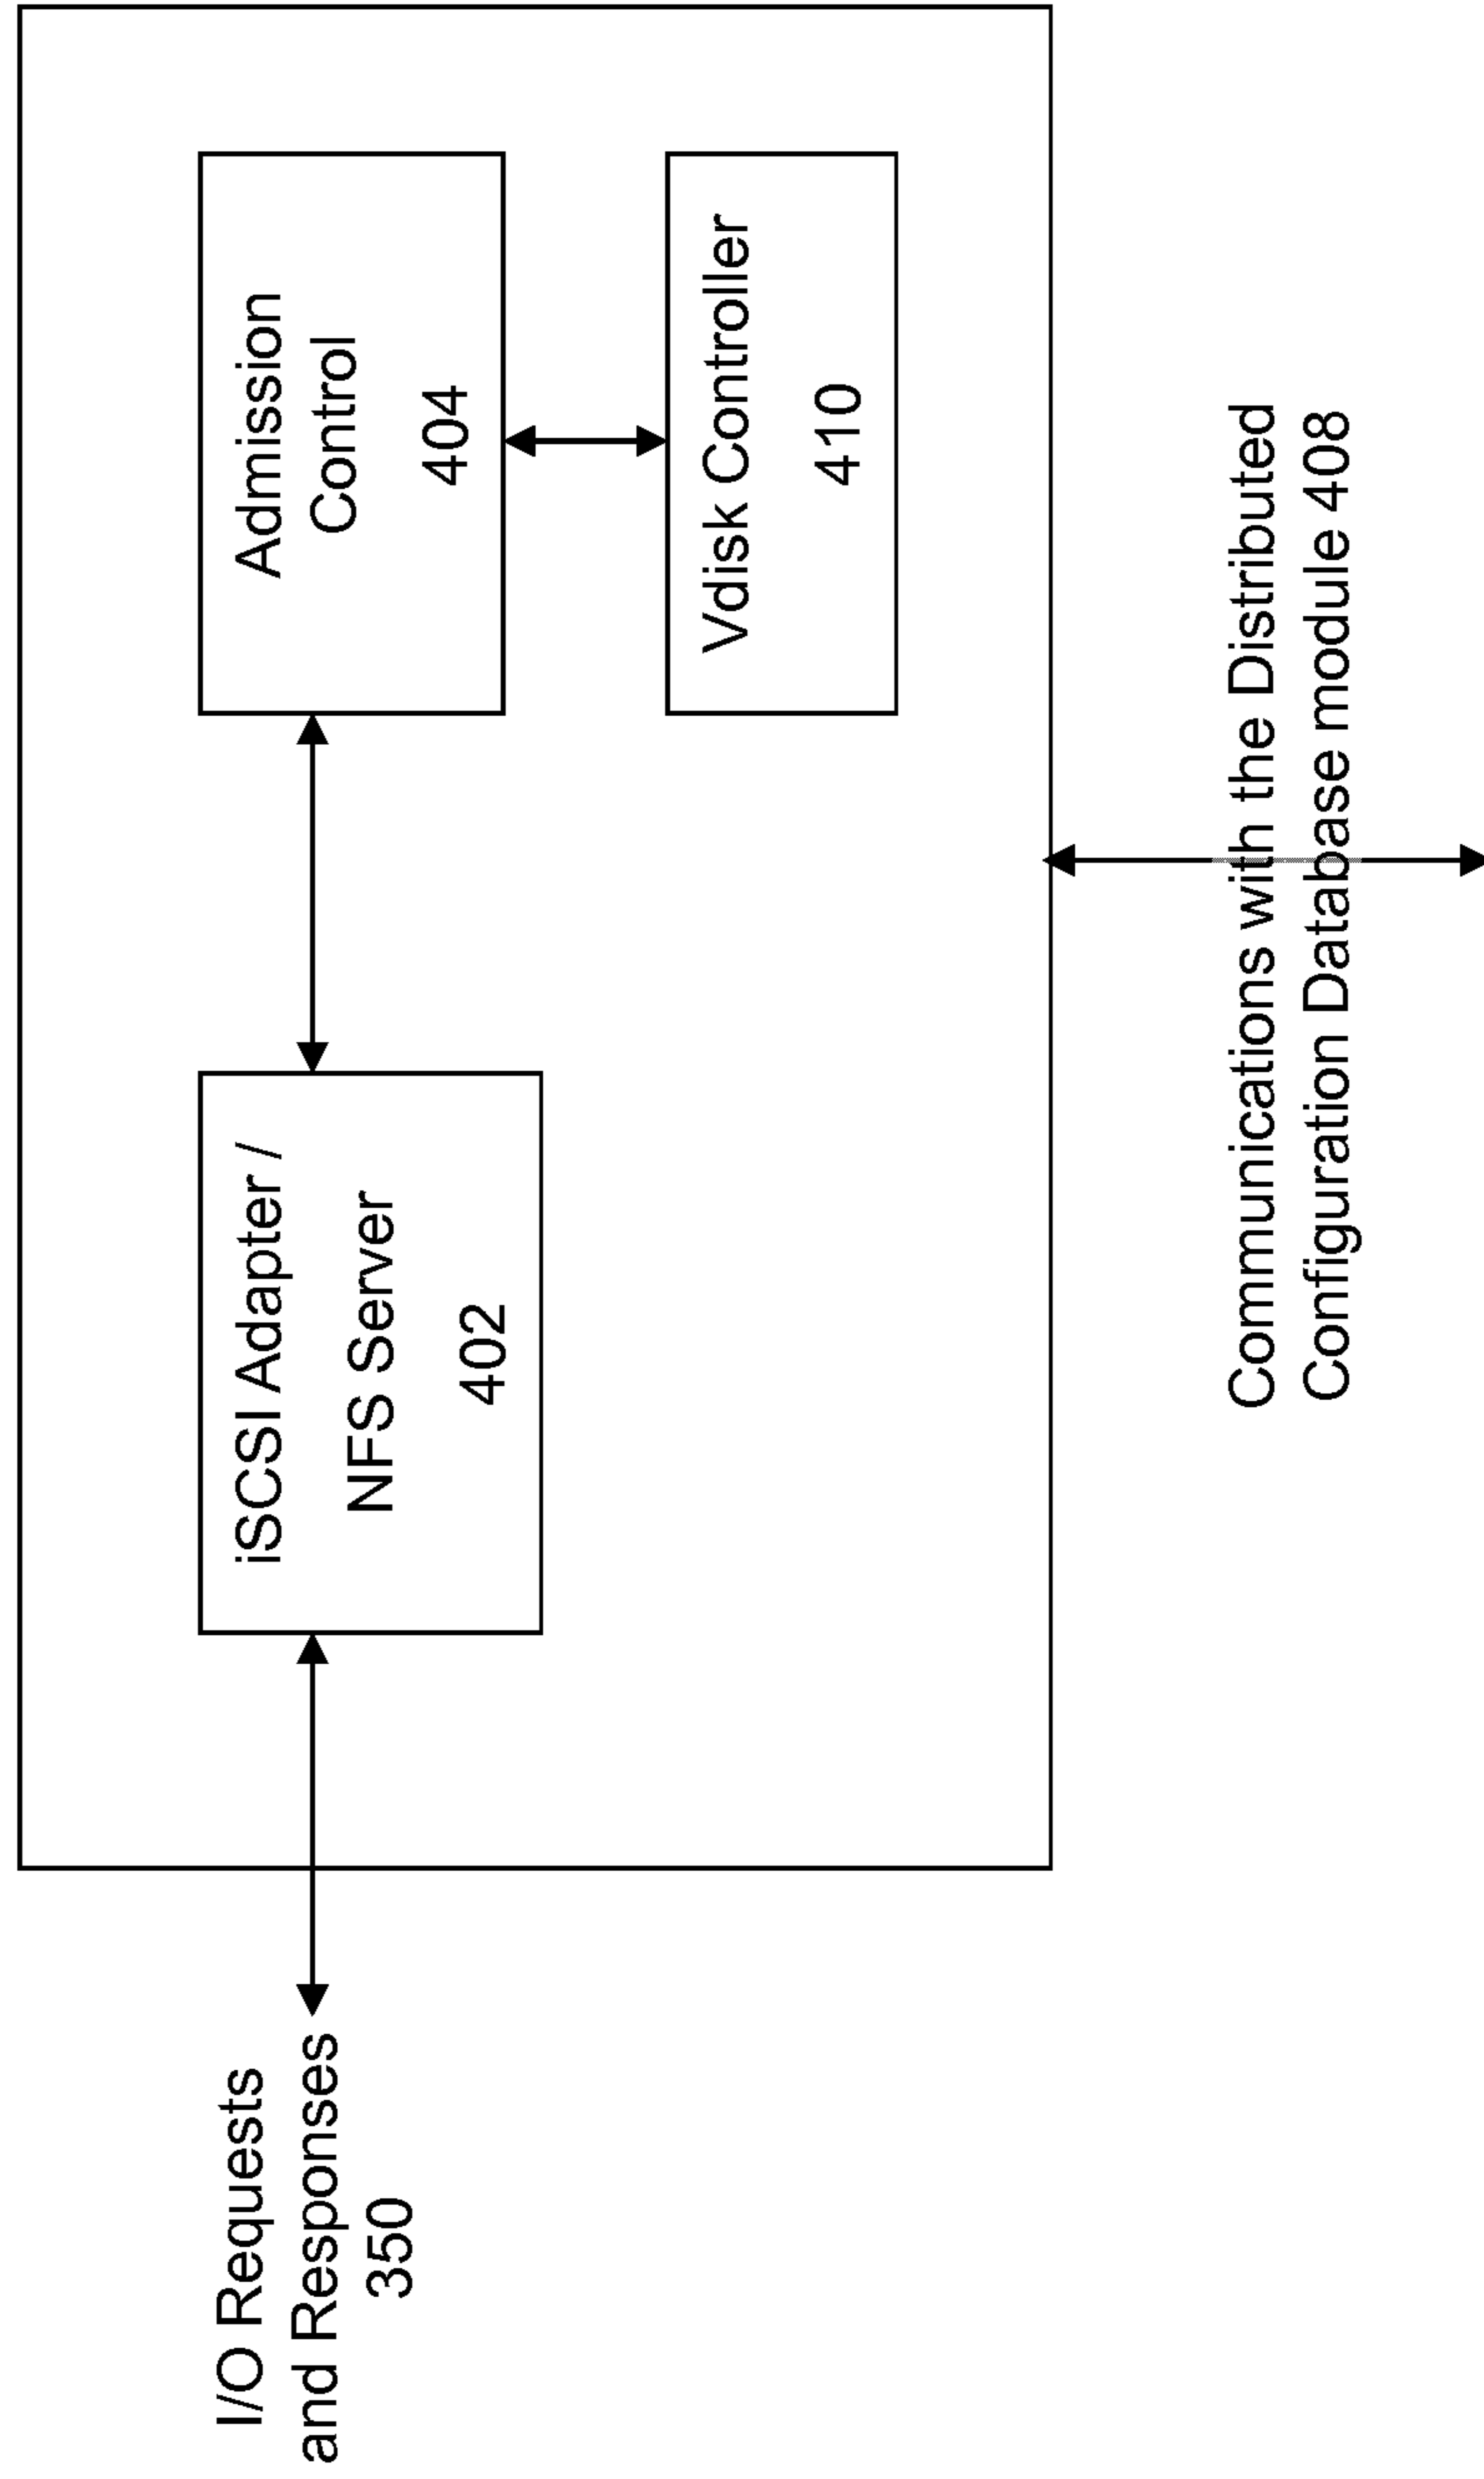 I/O Requests
and Responses
350
iSCSI Adapter /
NFS Server
402
Admission
Control
404
Vdisk Controller
410
Communications with the Distributed
Configuration Database module 408